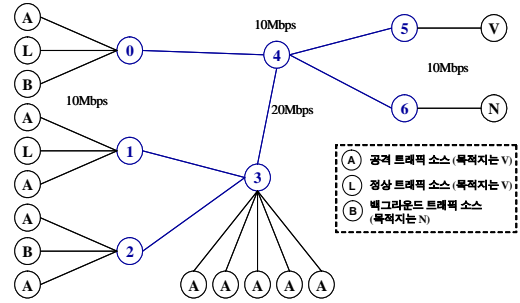 A
L
B
0
10Mbps
4
5
V
10Mbps
6
N
A
L
A
10Mbps
1
20Mbps
3
A
B
A
2
A A A A A
A 공격 트래픽 소스 (목적지는 V)
L 정상 트래픽 소스 (목적지는 V)
B 백그라운드 트래픽 소스
(목적지는 N)